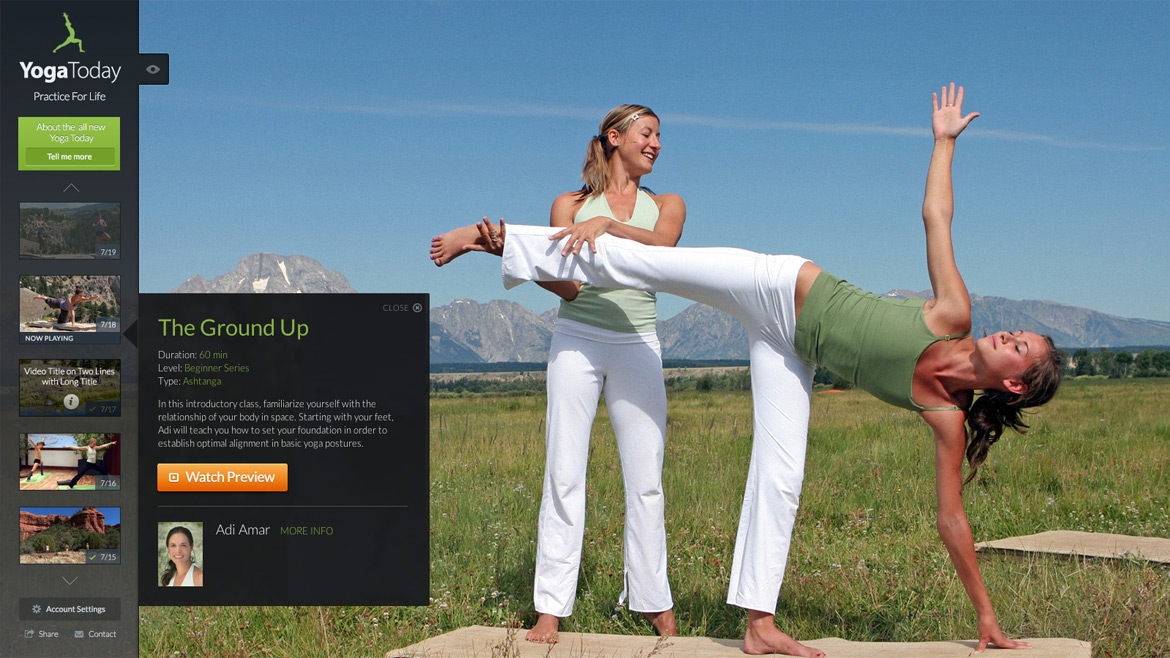 YogaToday
Practice For Life
About the all new
Yoga Today
Tell me more
7/19
7/18
NOW PLAYING
Video Title on Two Lines
with Long Title
i
7/17
7/16
7/15
Account Settings
Share
Contact
CLOSE
The Ground Up
Duration: 60 min
Level: Beginner Series
Type: Ashtanga
In this introductory class, familiarize yourself with the
relationship of your body in space. Starting with your feet,
Adi will teach you how to set your foundation in order to
establish optimal alignment in basic yoga postures.
Watch Preview
Adi Amar MORE INFO